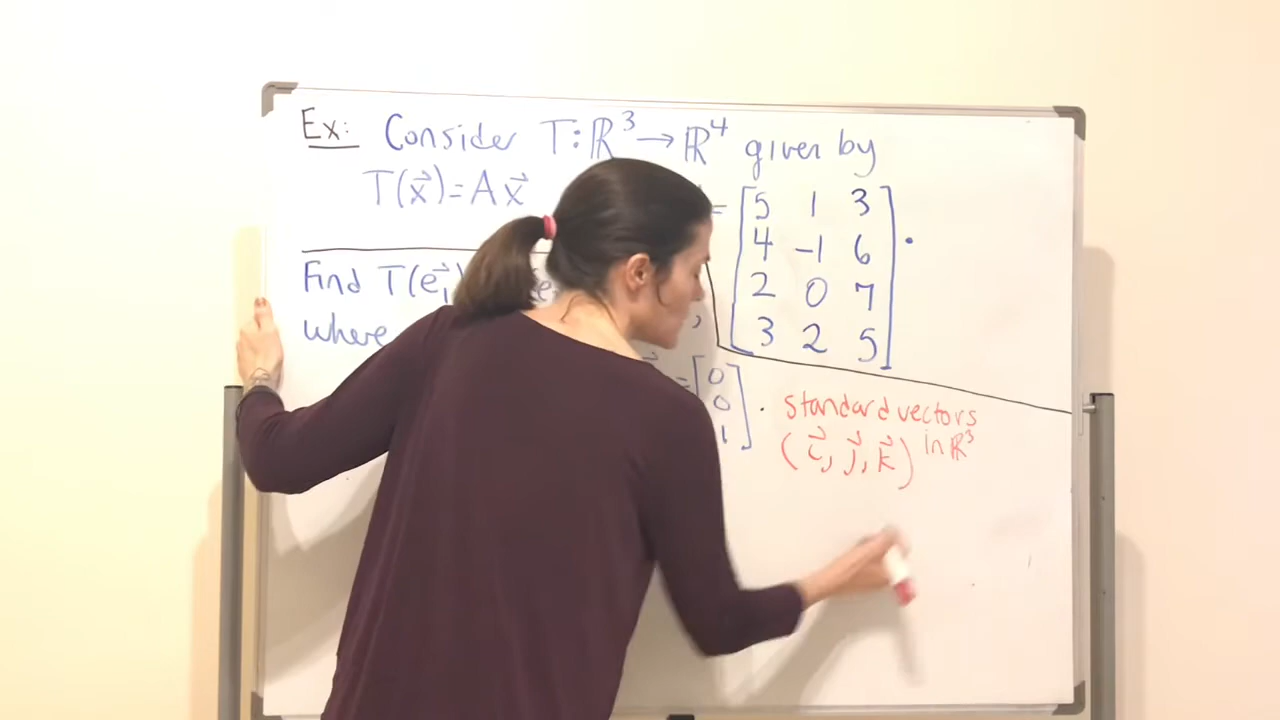 Ex: Consider T: ℝ³ → ℝ⁴ given by
T(x⃗) = A x⃗
= [5 1 3
4 -1 6
2 0 7
3 2 5] .
Find T(e⃗₁)
where
,
= [0
0
1] .
standard vectors
(i⃗, j⃗, k⃗) in ℝ³